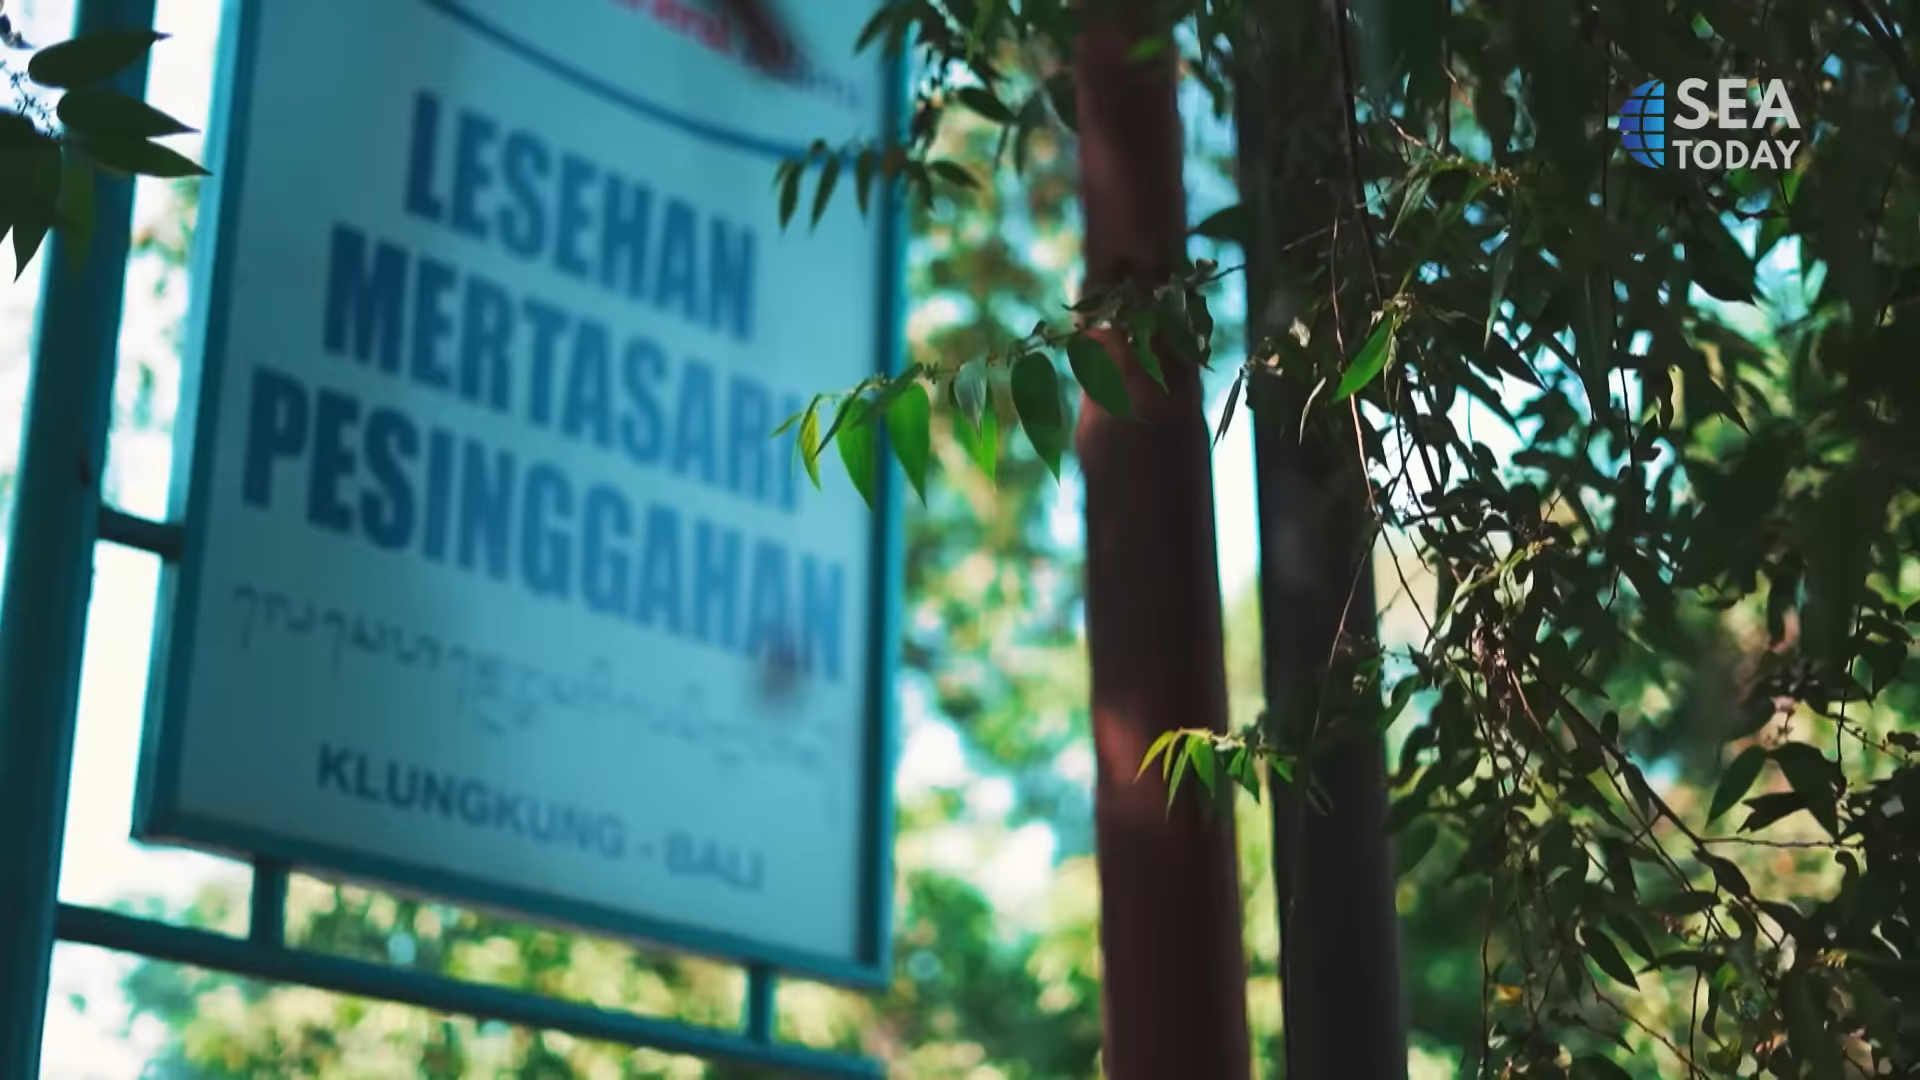 LESEHAN
MERTASARI
PESINGGAHAN
KLUNGKUNG - BALI
SEA
TODAY